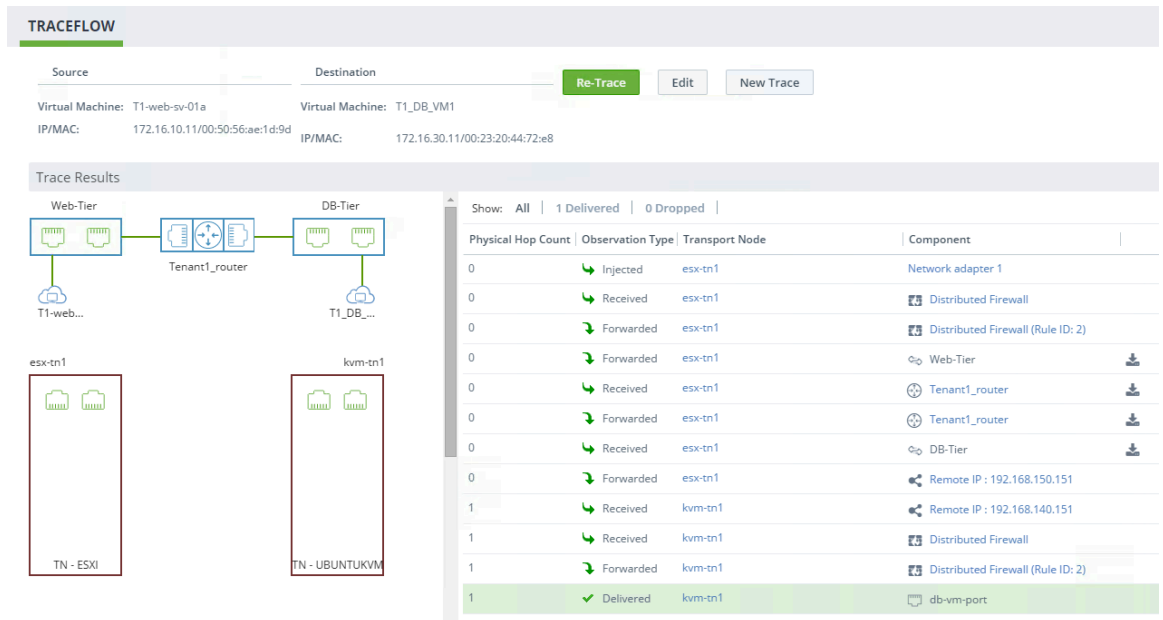 TRACEFLOW
Source
Destination
Re-Trace
Edit
New Trace
Virtual Machine: T1-web-sv-01a
Virtual Machine: T1_DB_VM1
IP/MAC: 172.16.10.11/00:50:56:ae:1d:9d
IP/MAC: 172.16.30.11/00:23:20:44:72:e8
Trace Results
Web-Tier
DB-Tier
Tenant1_router
T1-web...
T1_DB_...
esx-tn1
kvm-tn1
TN - ESXI
TN - UBUNTUKVM
Show: All | 1 Delivered | 0 Dropped |
Physical Hop Count Observation Type Transport Node Component
0 Injected esx-tn1 Network adapter 1
0 Received esx-tn1 Distributed Firewall
0 Forwarded esx-tn1 Distributed Firewall (Rule ID: 2)
0 Forwarded esx-tn1 Web-Tier
0 Received esx-tn1 Tenant1_router
0 Forwarded esx-tn1 Tenant1_router
0 Received esx-tn1 DB-Tier
0 Forwarded esx-tn1 Remote IP : 192.168.150.151
1 Received kvm-tn1 Remote IP : 192.168.140.151
1 Received kvm-tn1 Distributed Firewall
1 Forwarded kvm-tn1 Distributed Firewall (Rule ID: 2)
1 Delivered kvm-tn1 db-vm-port